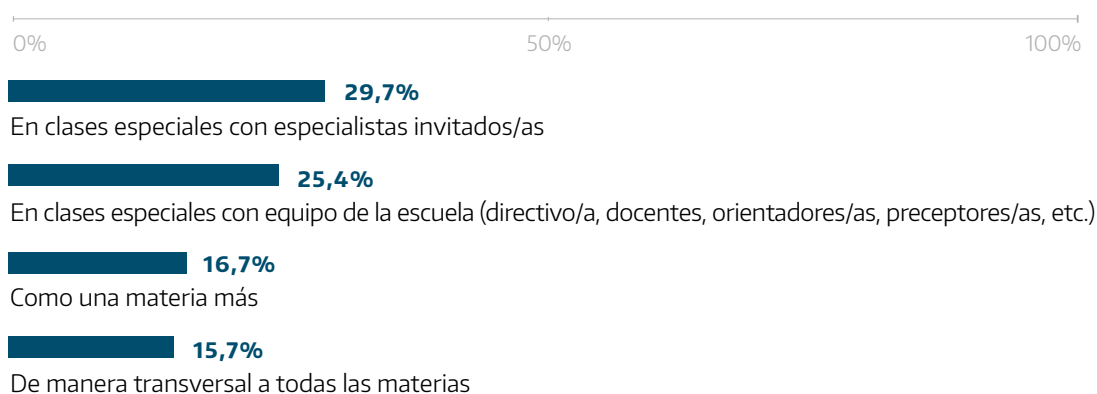 0% 50% 100%
29,7%
En clases especiales con especialistas invitados/as
25,4%
En clases especiales con equipo de la escuela (directivo/a, docentes, orientadores/as, preceptores/as, etc.)
16,7%
Como una materia más
15,7%
De manera transversal a todas las materias